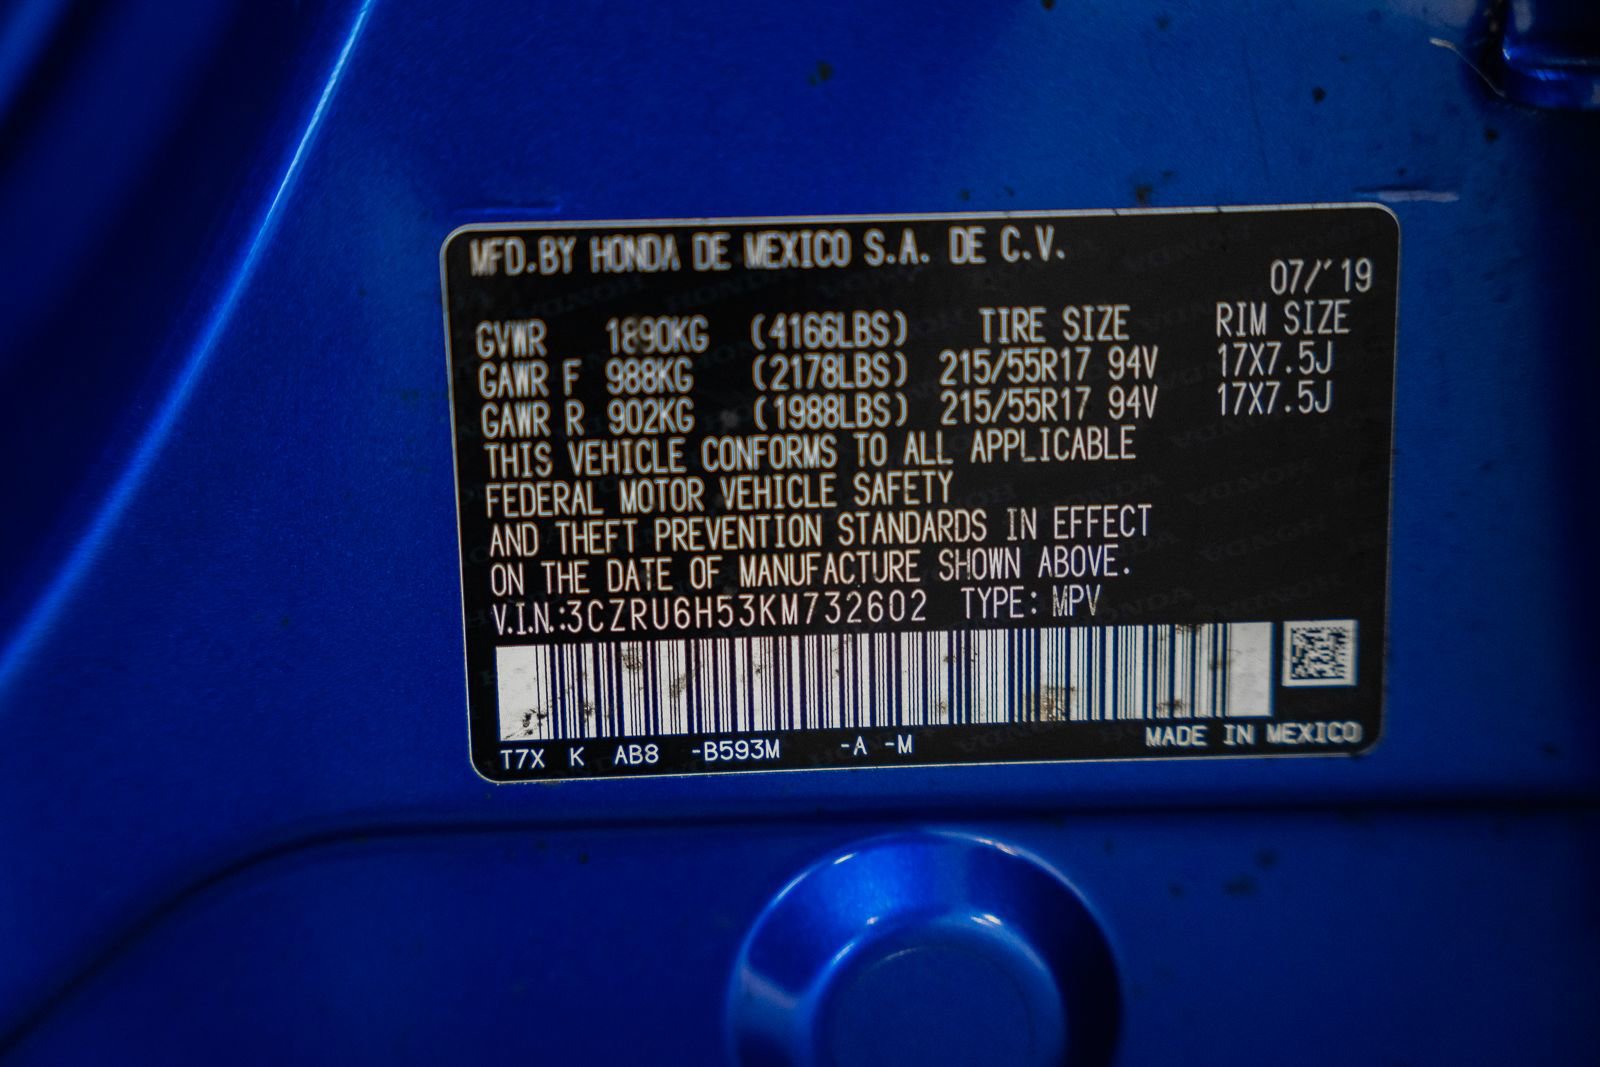 MFD.BY HONDA DE MEXICO S.A. DE C.V.
07/'19
GVWR 1890KG (4166LBS) TIRE SIZE RIM SIZE
GAWR F 988KG (2178LBS) 215/55R17 94V 17X7.5J
GAWR R 902KG (1988LBS) 215/55R17 94V 17X7.5J
THIS VEHICLE CONFORMS TO ALL APPLICABLE
FEDERAL MOTOR VEHICLE SAFETY
AND THEFT PREVENTION STANDARDS IN EFFECT
ON THE DATE OF MANUFACTURE SHOWN ABOVE.
V.I.N.:3CZRU6H53KM732602 TYPE: MPV
T7X K AB8 -B593M -A -M MADE IN MEXICO